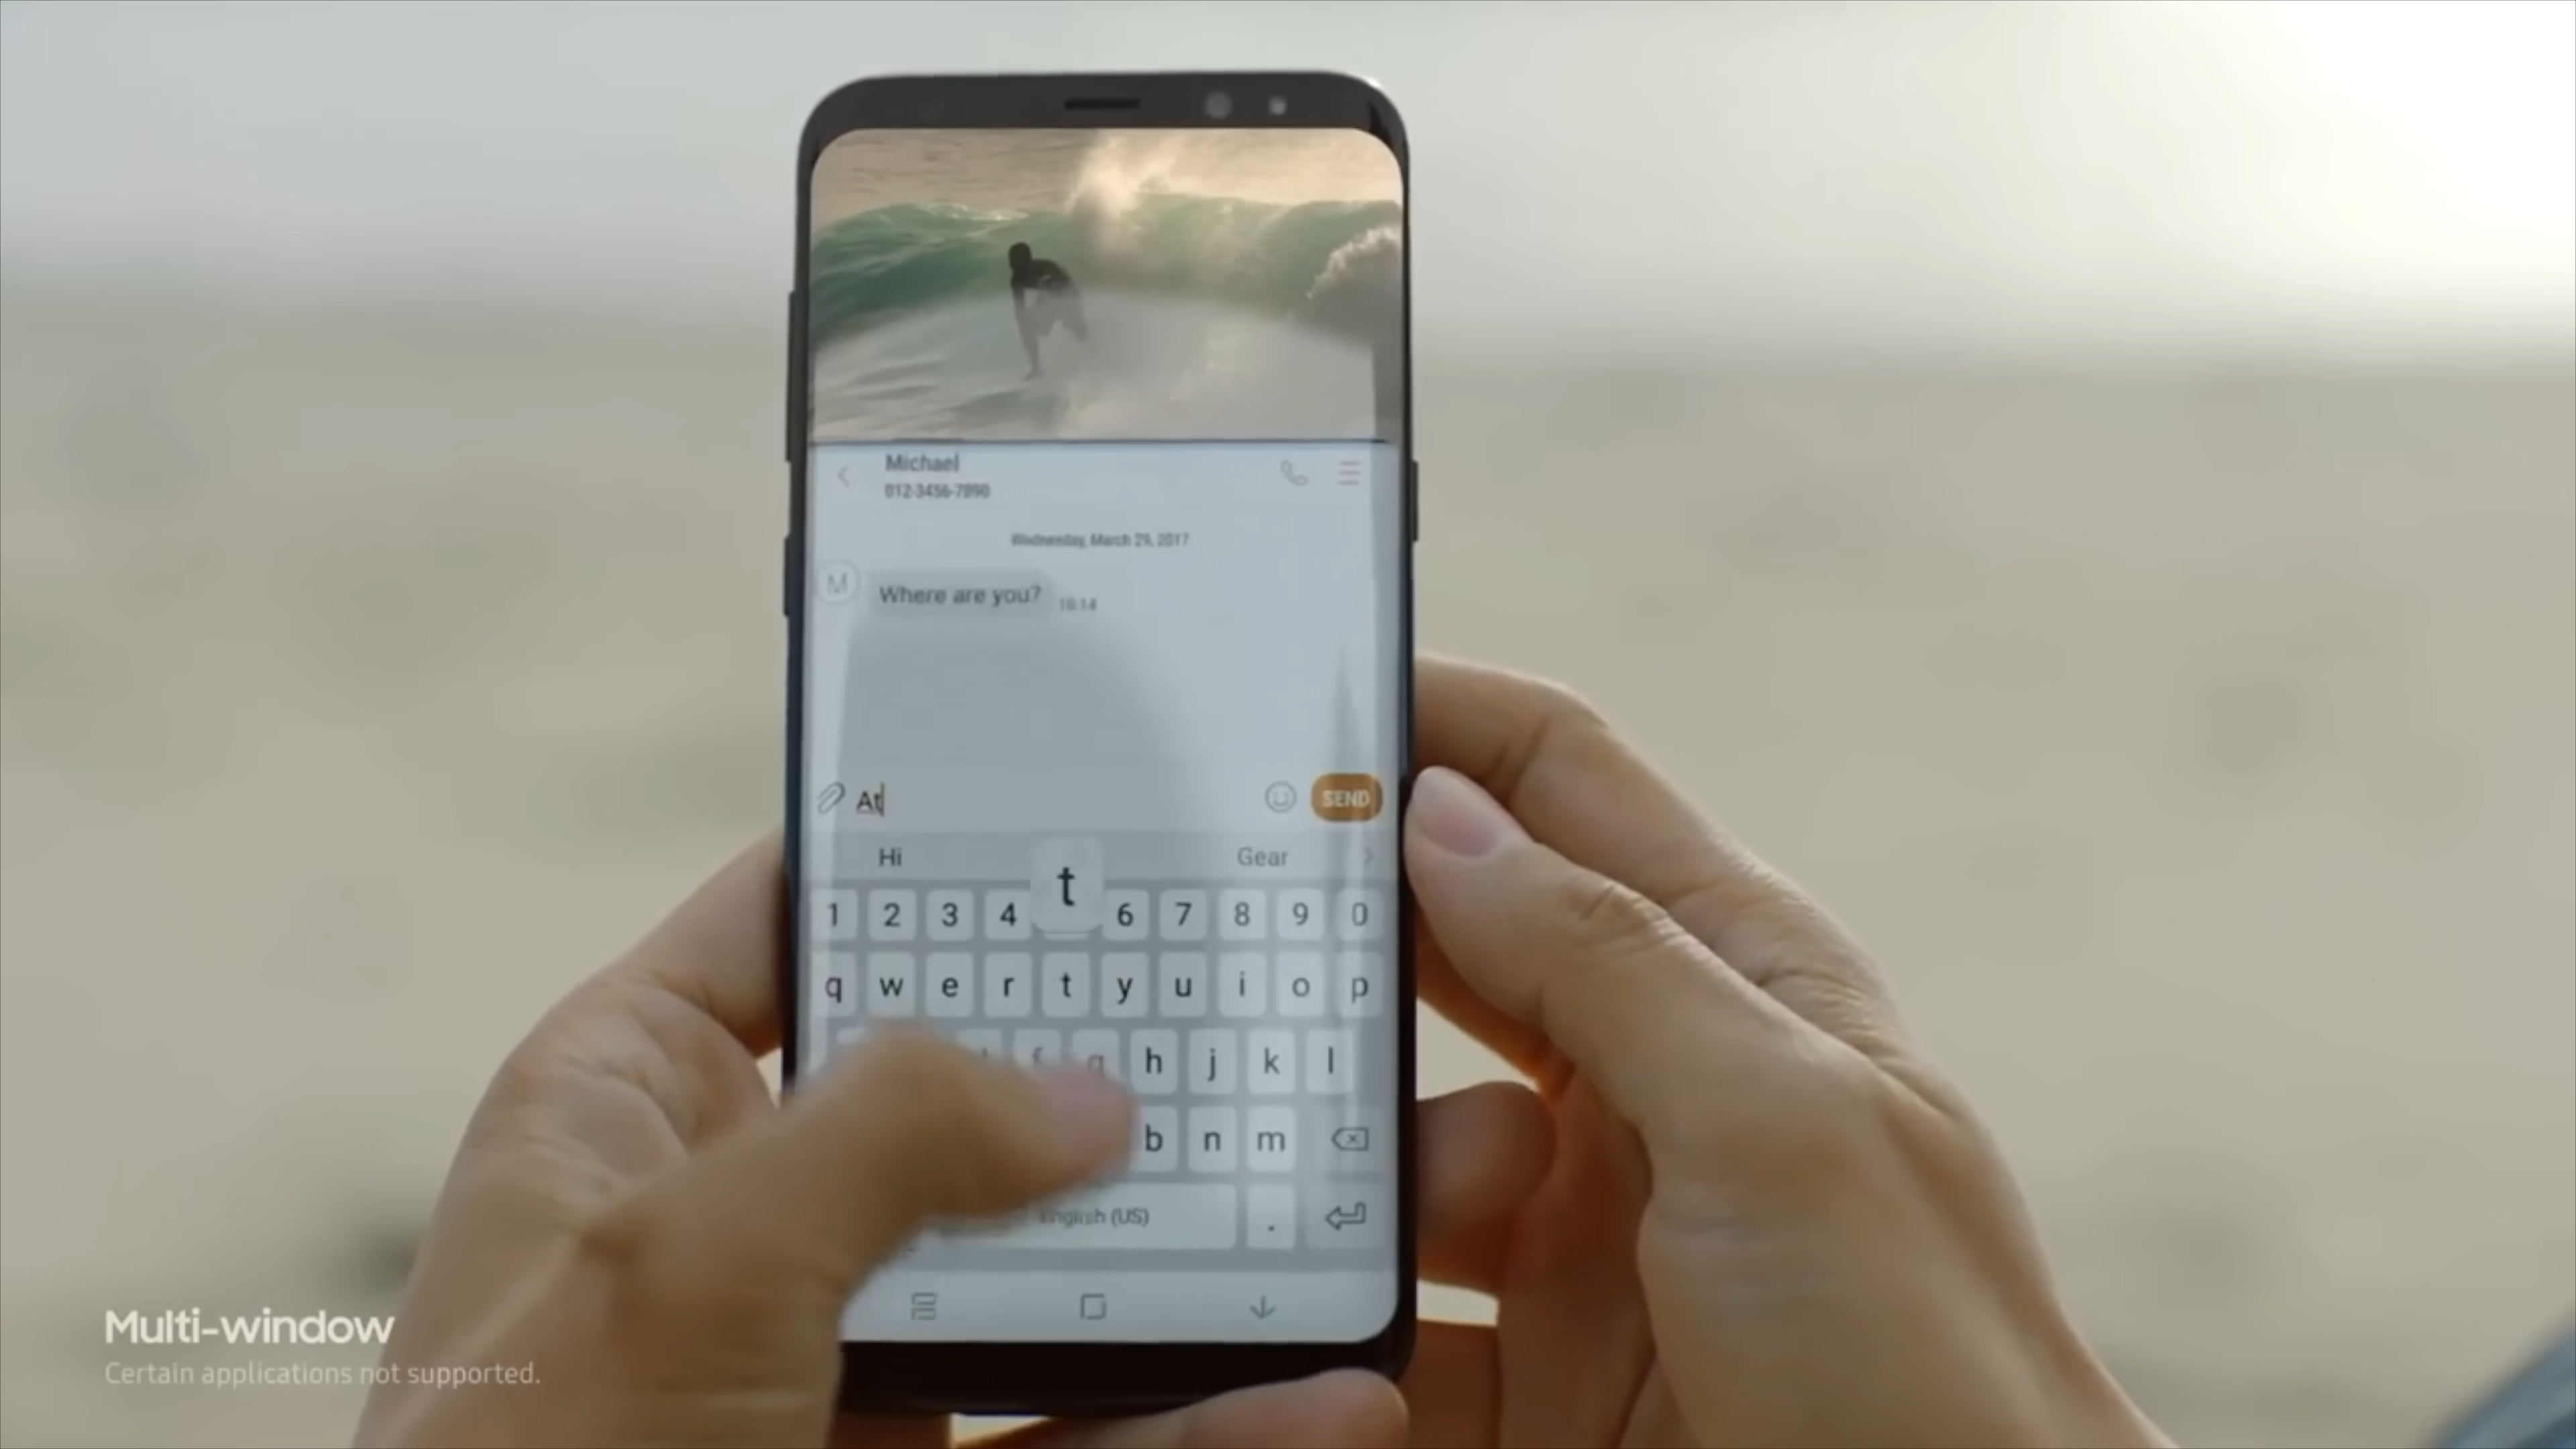 Michael
012-3456-7890
Wednesday, March 29, 2017
M
Where are you? 10:14
At
SEND
Hi
Gear
t
1 2 3 4 6 7 8 9 0
q w e r t y u i o p
f g h j k l
b n m
English (US) .
Multi-window
Certain applications not supported.